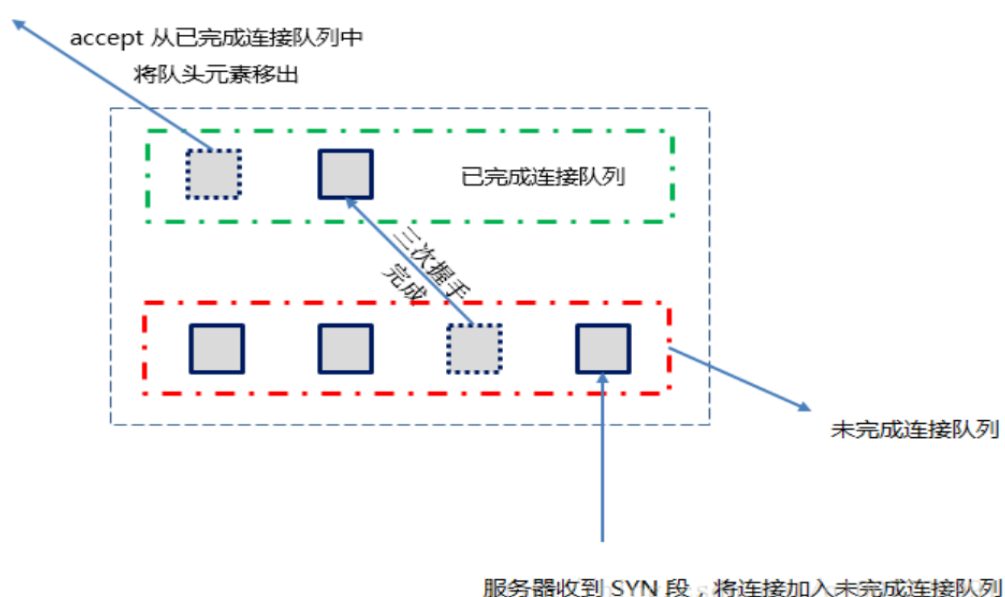 accept 从已完成连接队列中
将队头元素移出
已完成连接队列
三次握手
完成
未完成连接队列
服务器收到 SYN 段，将连接加入未完成连接队列